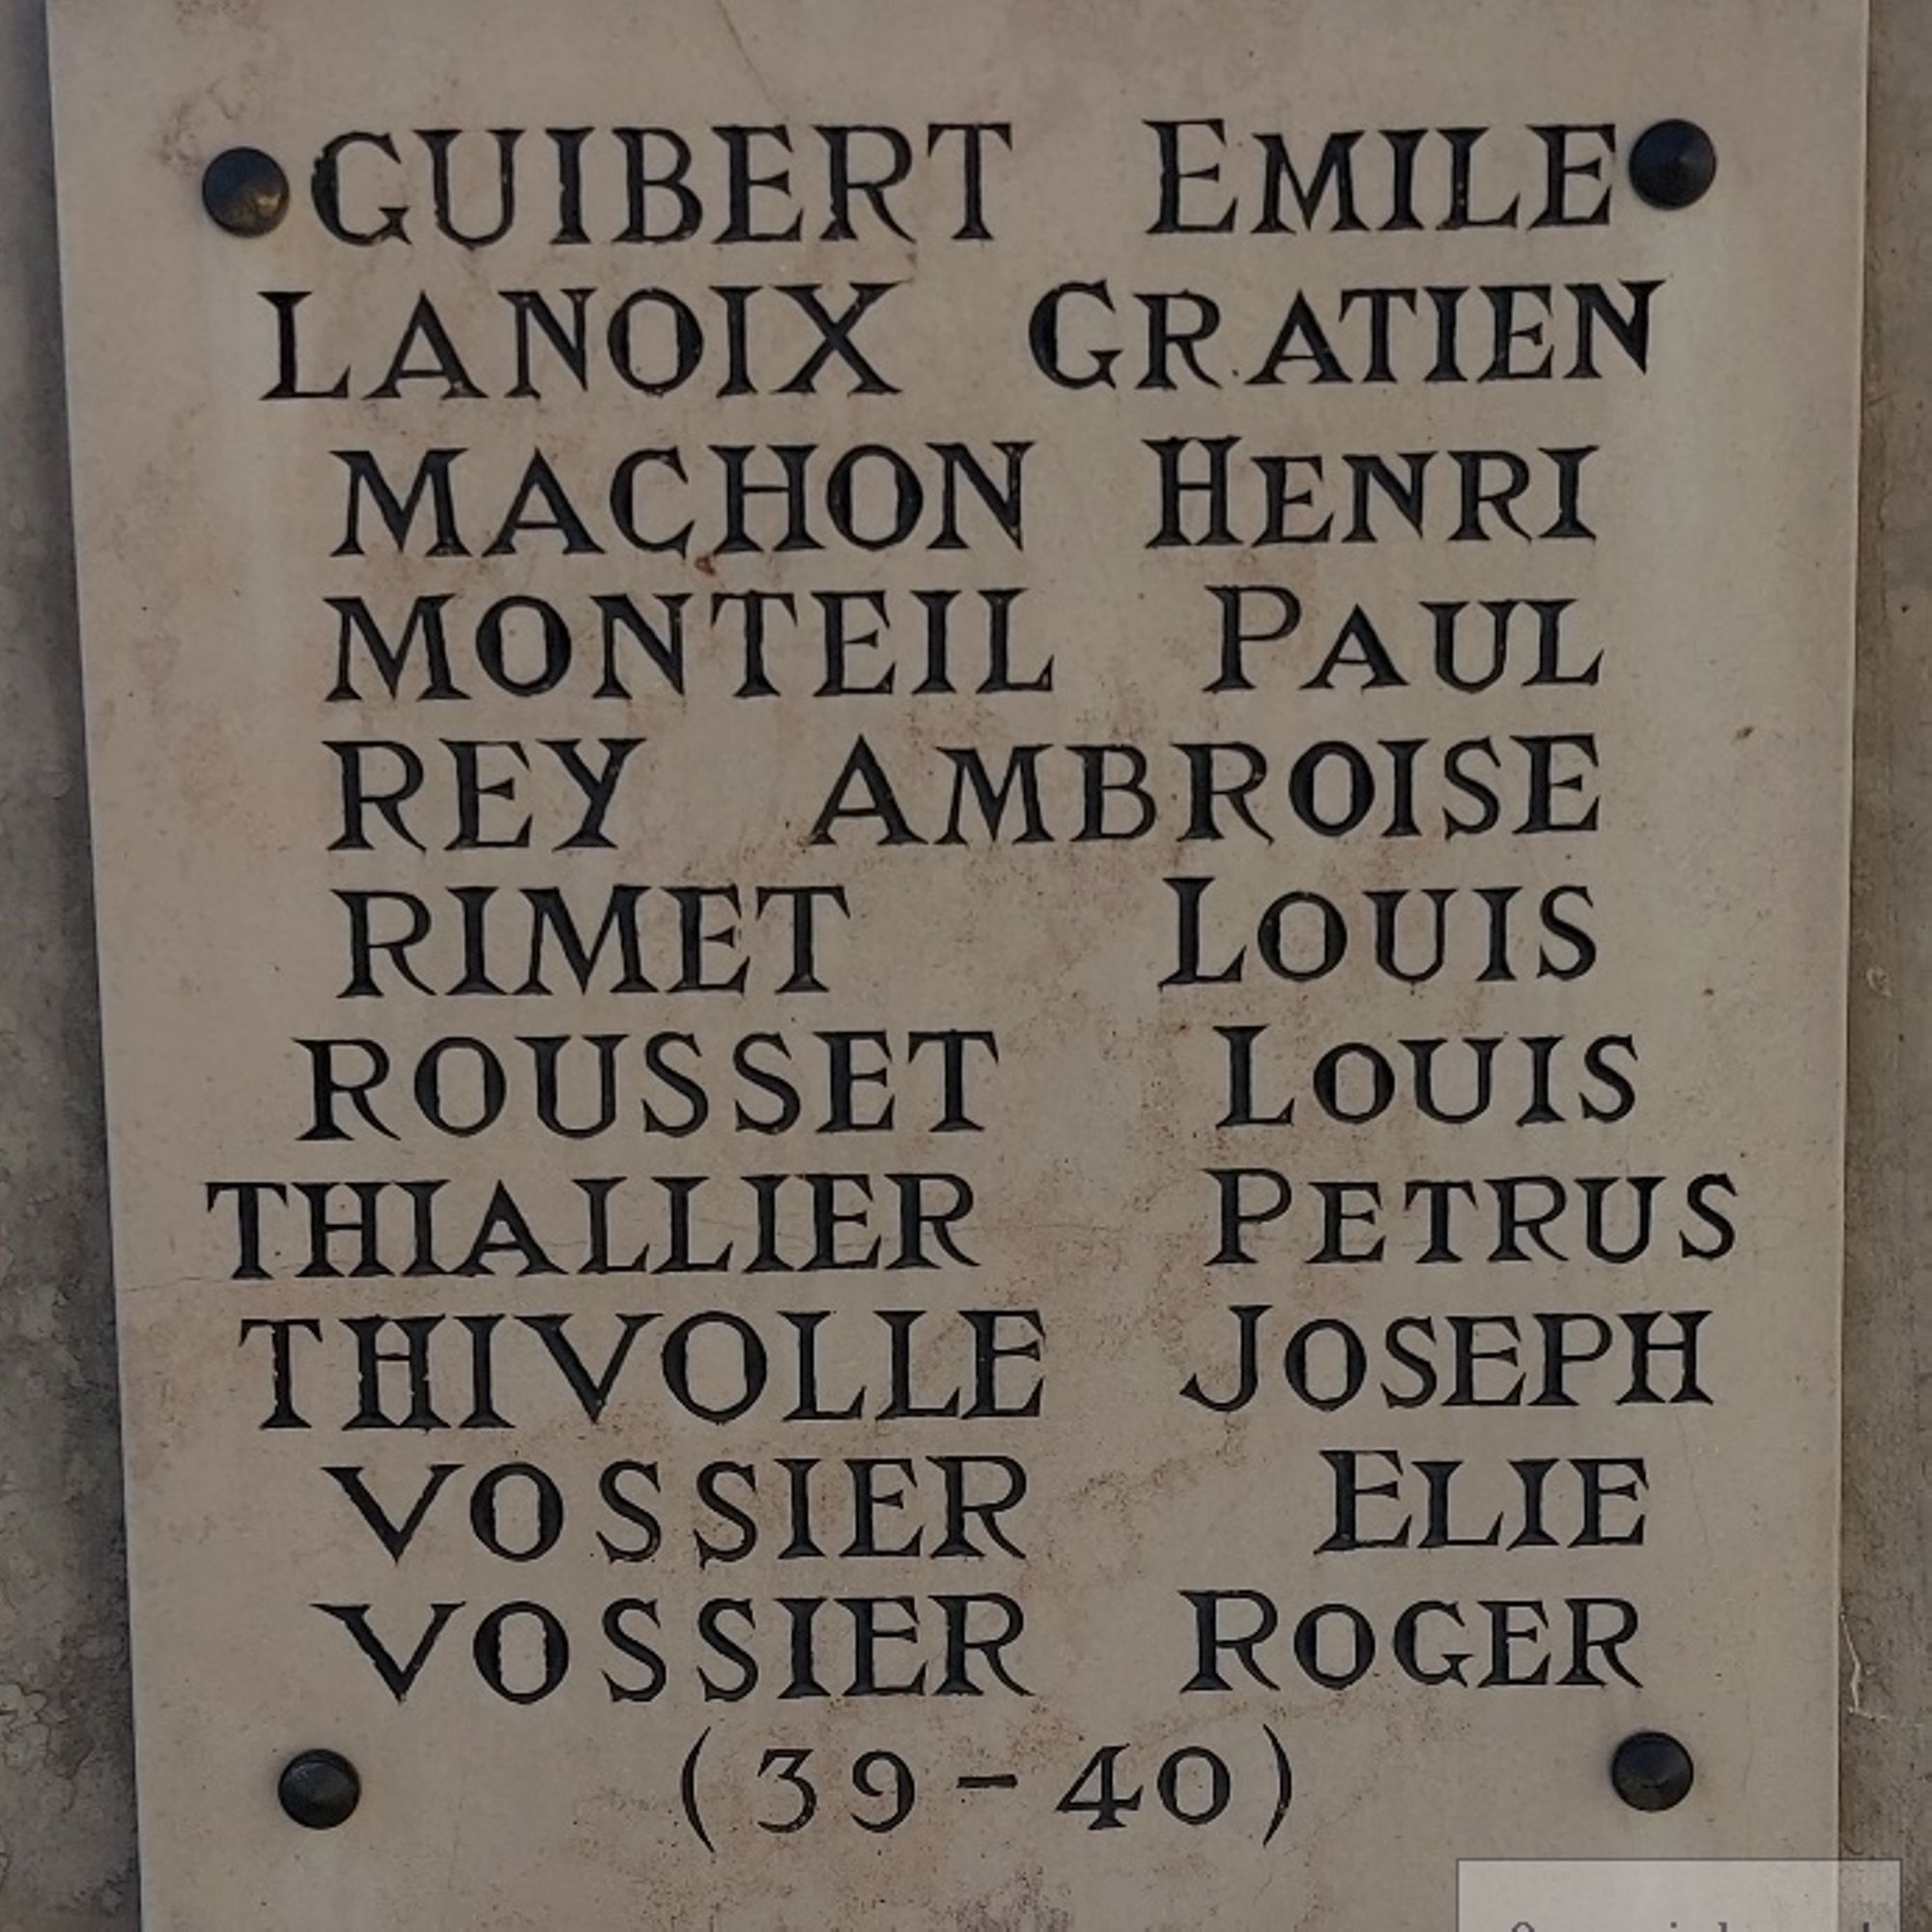 GUIBERT EMILE
LANOIX GRATIEN
MACHON HENRI
MONTEIL PAUL
REY AMBROISE
RIMET LOUIS
ROUSSET LOUIS
THIALLIER PETRUS
THIVOLLE JOSEPH
VOSSIER ELIE
VOSSIER ROGER
(39-40)